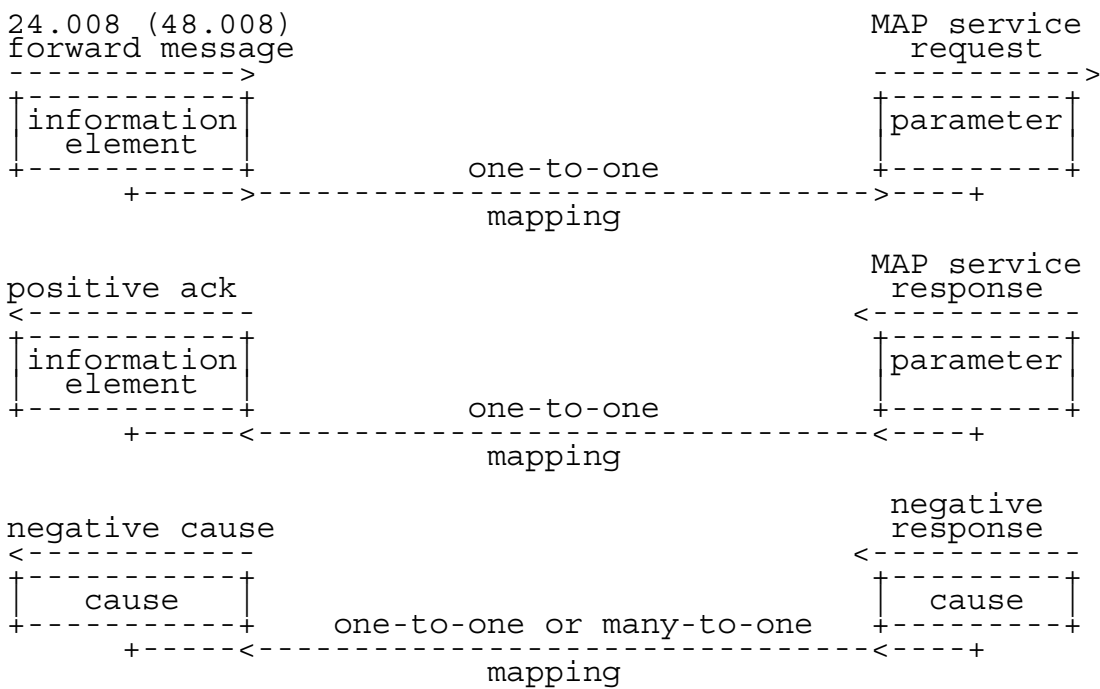 24.008 (48.008) MAP service
forward message request
------------> ----------->
+-----------+ +---------+
|information| |parameter|
| element | | |
+-----------+ one-to-one +---------+
+----->-------------------------------->----+
mapping
MAP service
positive ack response
<------------ <-----------
+-----------+ +---------+
|information| |parameter|
| element | | |
+-----------+ one-to-one +---------+
+-----<--------------------------------<----+
mapping
negative
negative cause response
<------------ <-----------
+-----------+ +---------+
| cause | | cause |
+-----------+ one-to-one or many-to-one +---------+
+-----<--------------------------------<----+
mapping